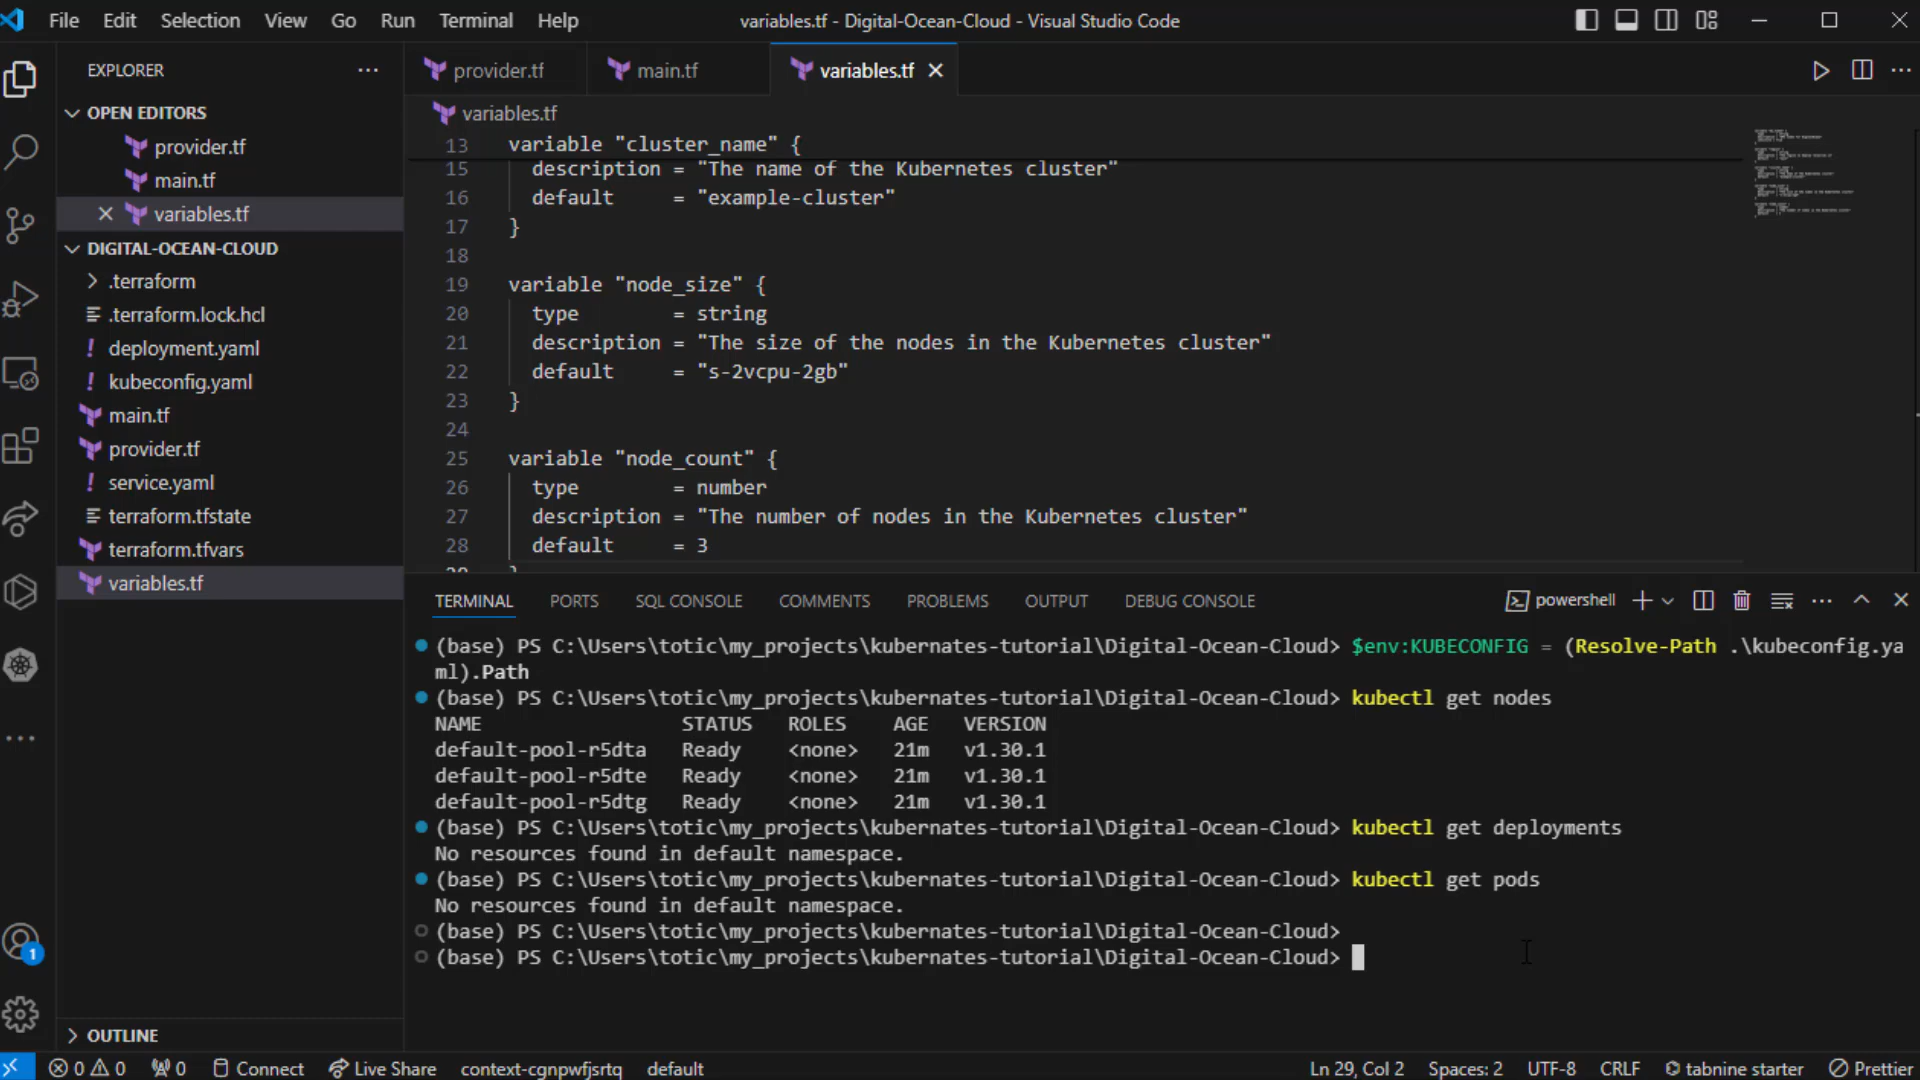 File Edit Selection View Go Run Terminal Help
variables.tf - Digital-Ocean-Cloud - Visual Studio Code
EXPLORER
OPEN EDITORS
provider.tf
main.tf
variables.tf
DIGITAL-OCEAN-CLOUD
.terraform
.terraform.lock.hcl
deployment.yaml
kubeconfig.yaml
main.tf
provider.tf
service.yaml
terraform.tfstate
terraform.tfvars
variables.tf
OUTLINE
provider.tf main.tf variables.tf
variables.tf
13 variable "cluster_name" {
15 description = "The name of the Kubernetes cluster"
16 default = "example-cluster"
17 }
18
19 variable "node_size" {
20 type = string
21 description = "The size of the nodes in the Kubernetes cluster"
22 default = "s-2vcpu-2gb"
23 }
24
25 variable "node_count" {
26 type = number
27 description = "The number of nodes in the Kubernetes cluster"
28 default = 3
TERMINAL PORTS SQL CONSOLE COMMENTS PROBLEMS OUTPUT DEBUG CONSOLE
powershell
(base) PS C:\Users\totic\my_projects\kubernates-tutorial\Digital-Ocean-Cloud> $env:KUBECONFIG = (Resolve-Path .\kubeconfig.ya
ml).Path
(base) PS C:\Users\totic\my_projects\kubernates-tutorial\Digital-Ocean-Cloud> kubectl get nodes
NAME STATUS ROLES AGE VERSION
default-pool-r5dta Ready <none> 21m v1.30.1
default-pool-r5dte Ready <none> 21m v1.30.1
default-pool-r5dtg Ready <none> 21m v1.30.1
(base) PS C:\Users\totic\my_projects\kubernates-tutorial\Digital-Ocean-Cloud> kubectl get deployments
No resources found in default namespace.
(base) PS C:\Users\totic\my_projects\kubernates-tutorial\Digital-Ocean-Cloud> kubectl get pods
No resources found in default namespace.
(base) PS C:\Users\totic\my_projects\kubernates-tutorial\Digital-Ocean-Cloud>
(base) PS C:\Users\totic\my_projects\kubernates-tutorial\Digital-Ocean-Cloud>
1
0 0 0 Connect Live Share context-cgnpwfjsrtq default Ln 29, Col 2 Spaces: 2 UTF-8 CRLF tabnine starter Prettier